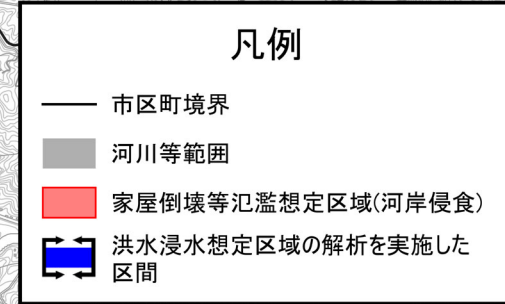 凡例
市区町境界
河川等範囲
家屋倒壊等氾濫想定区域(河岸侵食)
洪水浸水想定区域の解析を実施した
区間